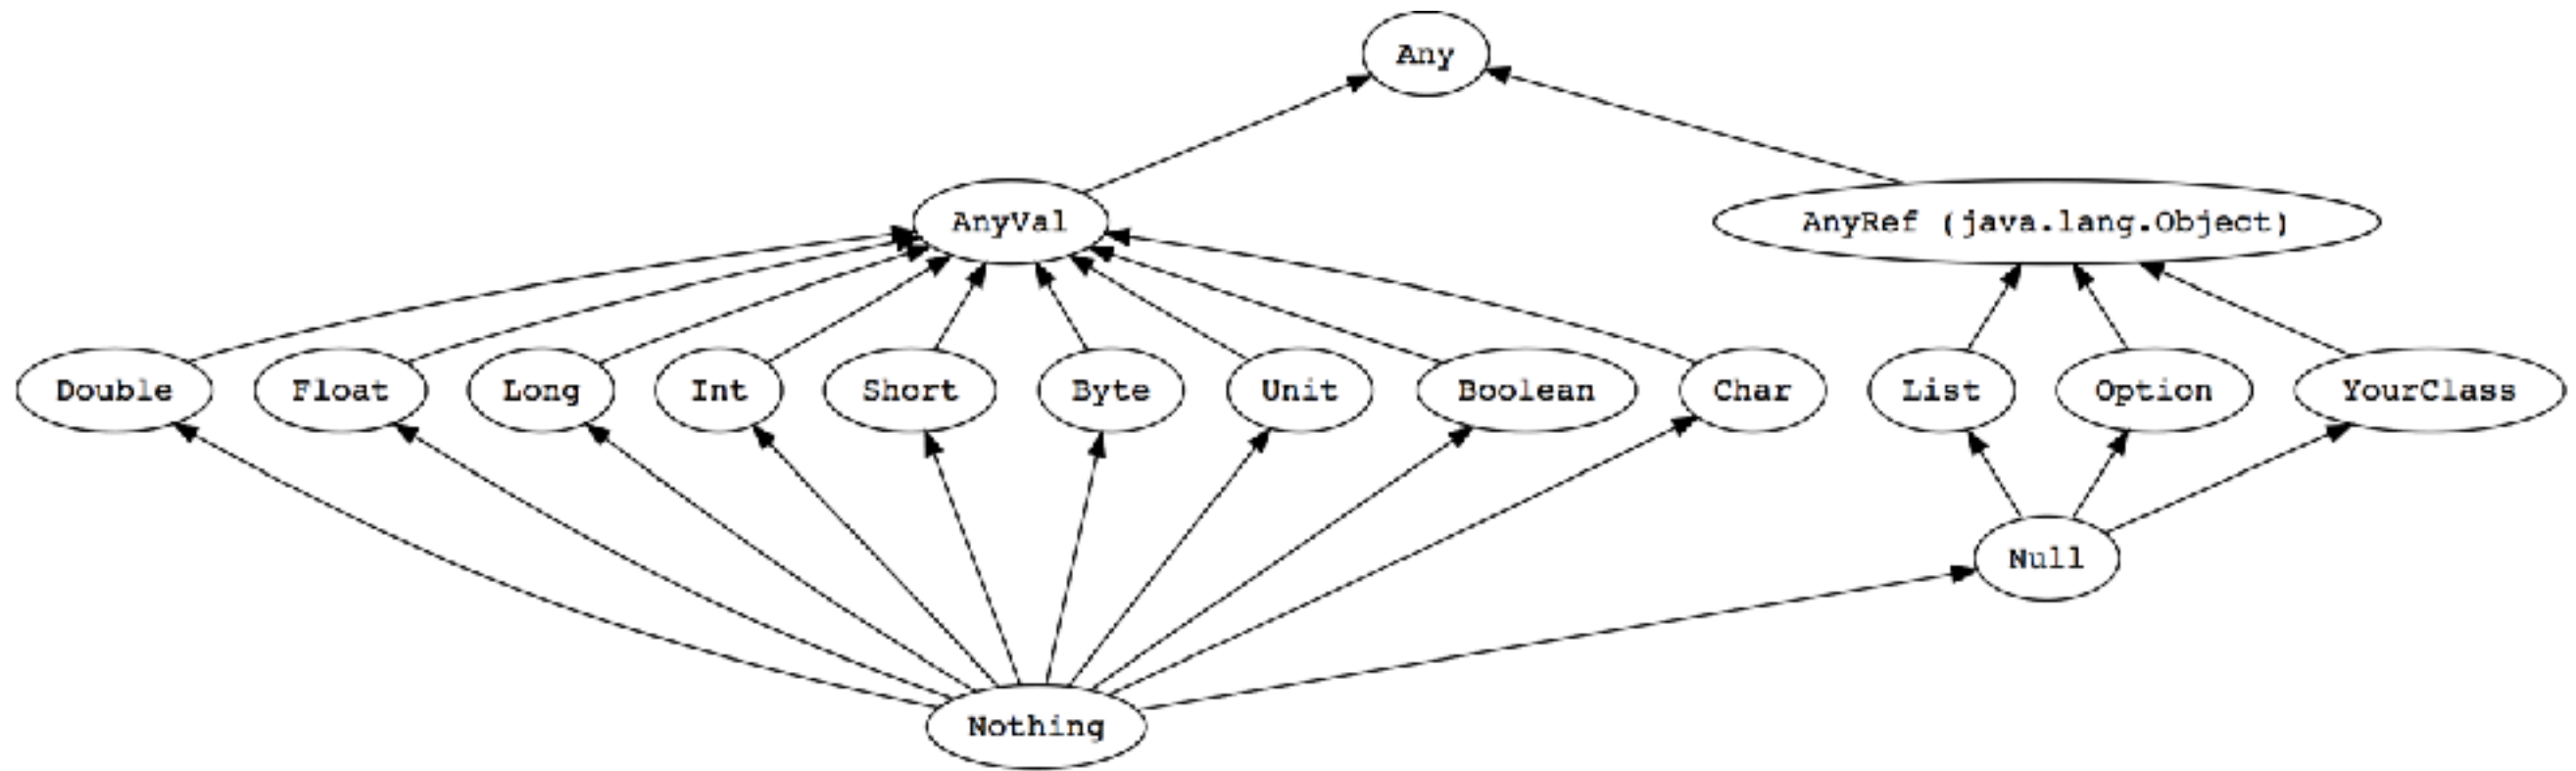 Any
AnyVal
AnyRef (java.lang.Object)
Double
Float
Long
Int
Short
Byte
Unit
Boolean
Char
List
Option
YourClass
Null
Nothing